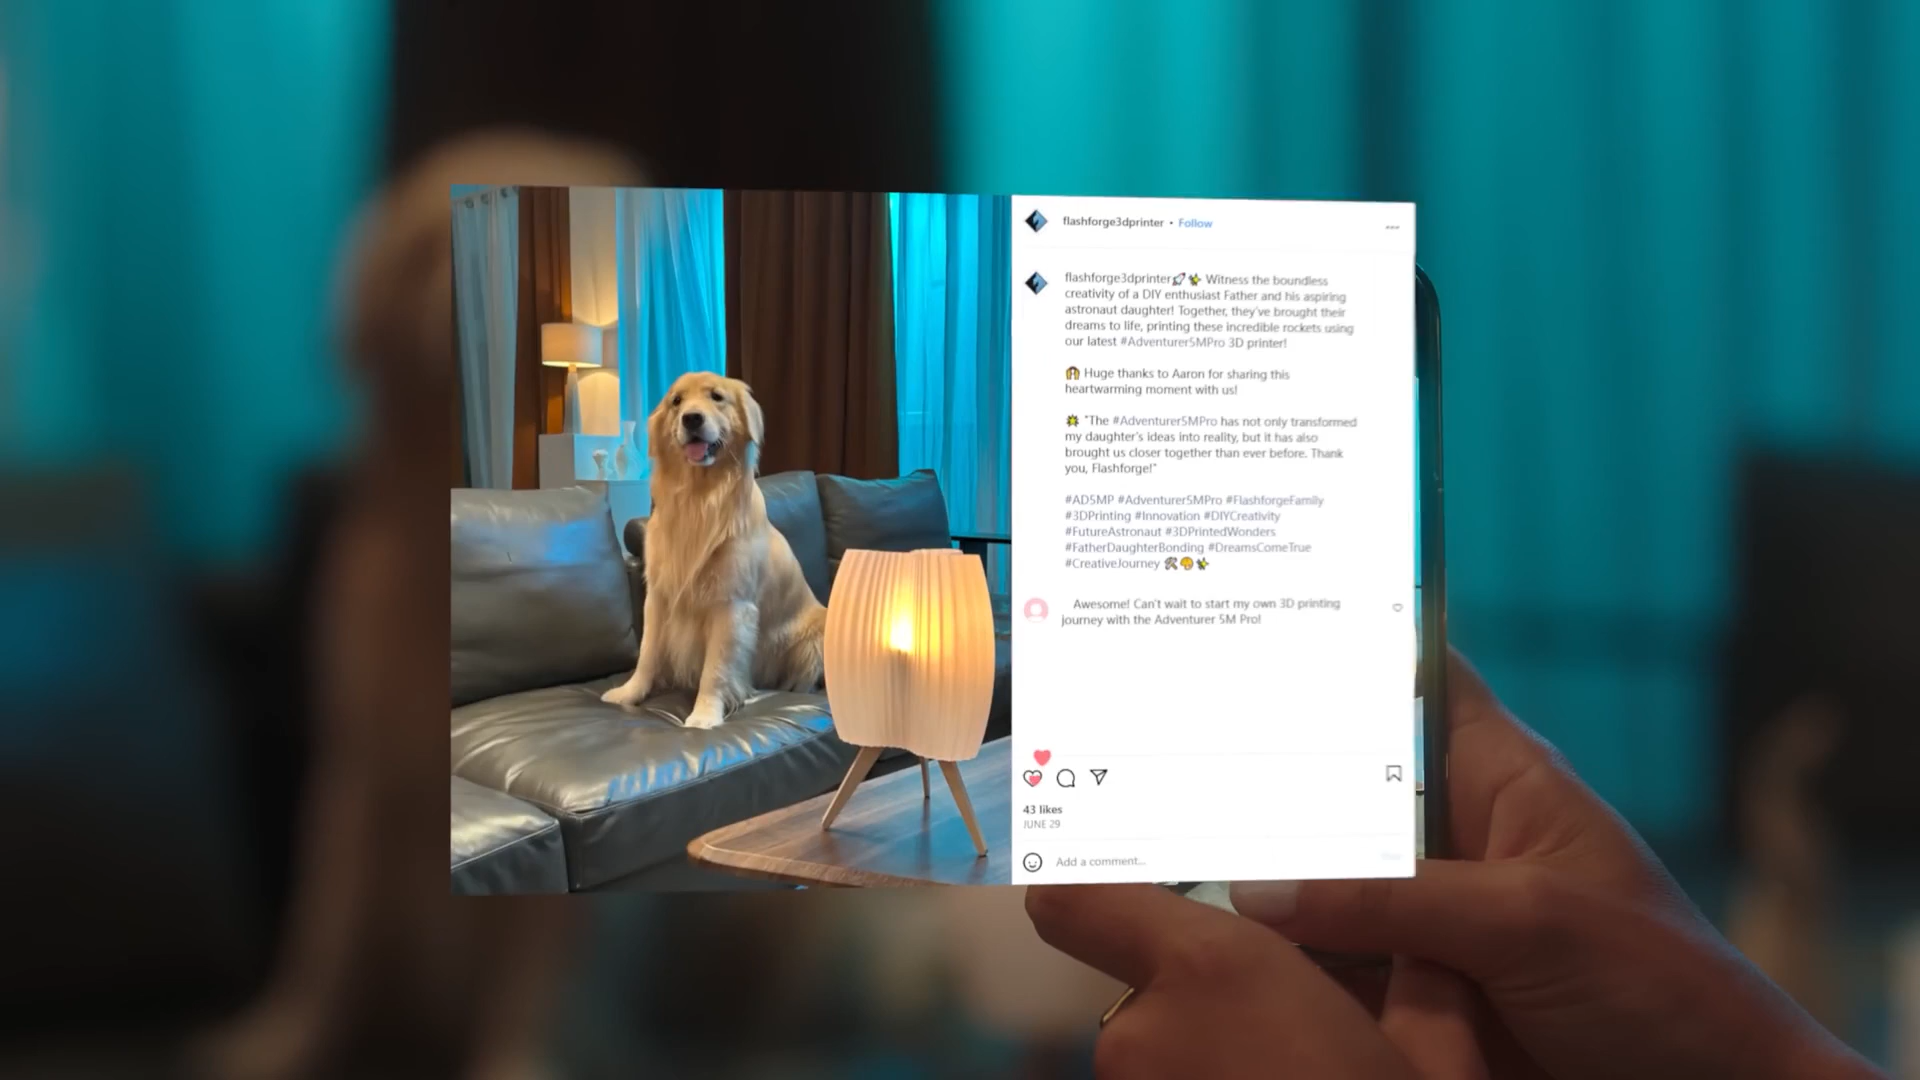 flashforge3dprinter • Follow
flashforge3dprinter🚀✨ Witness the boundless
creativity of a DIY enthusiast Father and his aspiring
astronaut daughter! Together, they've brought their
dreams to life, printing these incredible rockets using
our latest #Adventurer5MPro 3D printer!
Huge thanks to Aaron for sharing this
heartwarming moment with us!
🌟 "The #Adventurer5MPro has not only transformed
my daughter's ideas into reality, but it has also
brought us closer together than ever before. Thank
you, Flashforge!"
#AD5MP #Adventurer5MPro #FlashforgeFamily
#3DPrinting #Innovation #DIYCreativity
#FutureAstronaut #3DPrintedWonders
#FatherDaughterBonding #DreamsComeTrue
#CreativeJourney
Awesome! Can't wait to start my own 3D printing
journey with the Adventurer 5M Pro!
43 likes
JUNE 29
Add a comment...